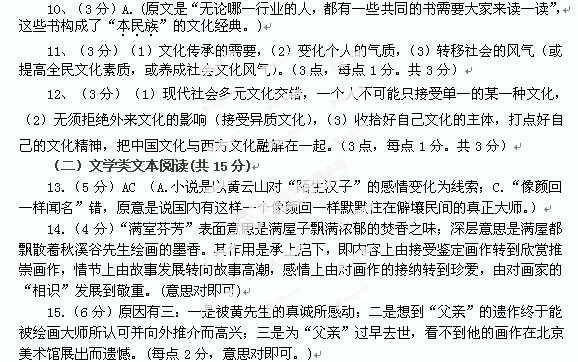 10、（3分）A.（原文是“无论哪一行业的人，都有一些共同的书需要大家来读一读”，
这些书构成了“本民族”的文化经典。）
11、（3分）（1）文化传承的需要，（2）变化个人的气质，（3）转移社会的风气（或
提高全民文化素质，或养成社会文化风气）。（3点，每点1分。共3分）
12、（3分）（1）现代社会多元文化交错，一个人不可能只接受单一的某一种文化，
（2）无须拒绝外来文化的影响（接受异质文化），（3）收拾好自己文化的主体，打点好自
己的文化精神，把中国文化与西方文化融解在一起。（3点，每点1分。共3分）
（二）文学类文本阅读(共15分)
13.（5分）AC （A.小说是以黄云山对“陌生汉子”的感情变化为线索；C.“像颜回
一样闻名”错，原意是说国内有这样一个像颜回一样默默住在僻壤民间的真正大师。）
14.（4分）“满室芬芳”表面意思是满屋子飘满浓郁的焚香之味；深层意思是满屋都
飘散着秋溪谷先生绘画的墨香。其作用是承上启下，即内容上由接受鉴定画作转到欣赏推
崇画作，情节上由故事发展转向故事高潮，感情上由对画作的接纳转到珍爱，由对画家的
“相识”发展到敬重。(意思对即可)
15.（6分）原因有三：一是被黄先生的真诚所感动；二是想到“父亲”的遗作终于能
被绘画大师所认可并向外推介而高兴；三是为“父亲”过早去世，看不到他的画作在北京
美术馆展出而遗憾。(每点2分，意思对即可。)